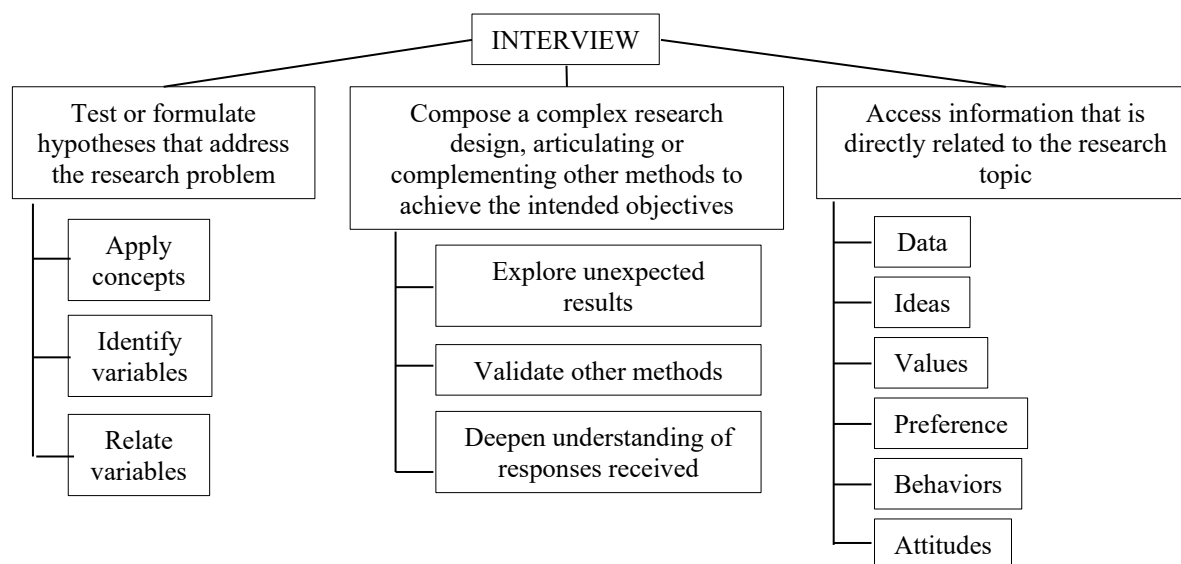 INTERVIEW
Test or formulate
hypotheses that address
the research problem
Apply
concepts
Identify
variables
Relate
variables
Compose a complex research
design, articulating or
complementing other methods to
achieve the intended objectives
Explore unexpected
results
Validate other methods
Deepen understanding of
responses received
Access information that is
directly related to the research
topic
Data
Ideas
Values
Preference
Behaviors
Attitudes